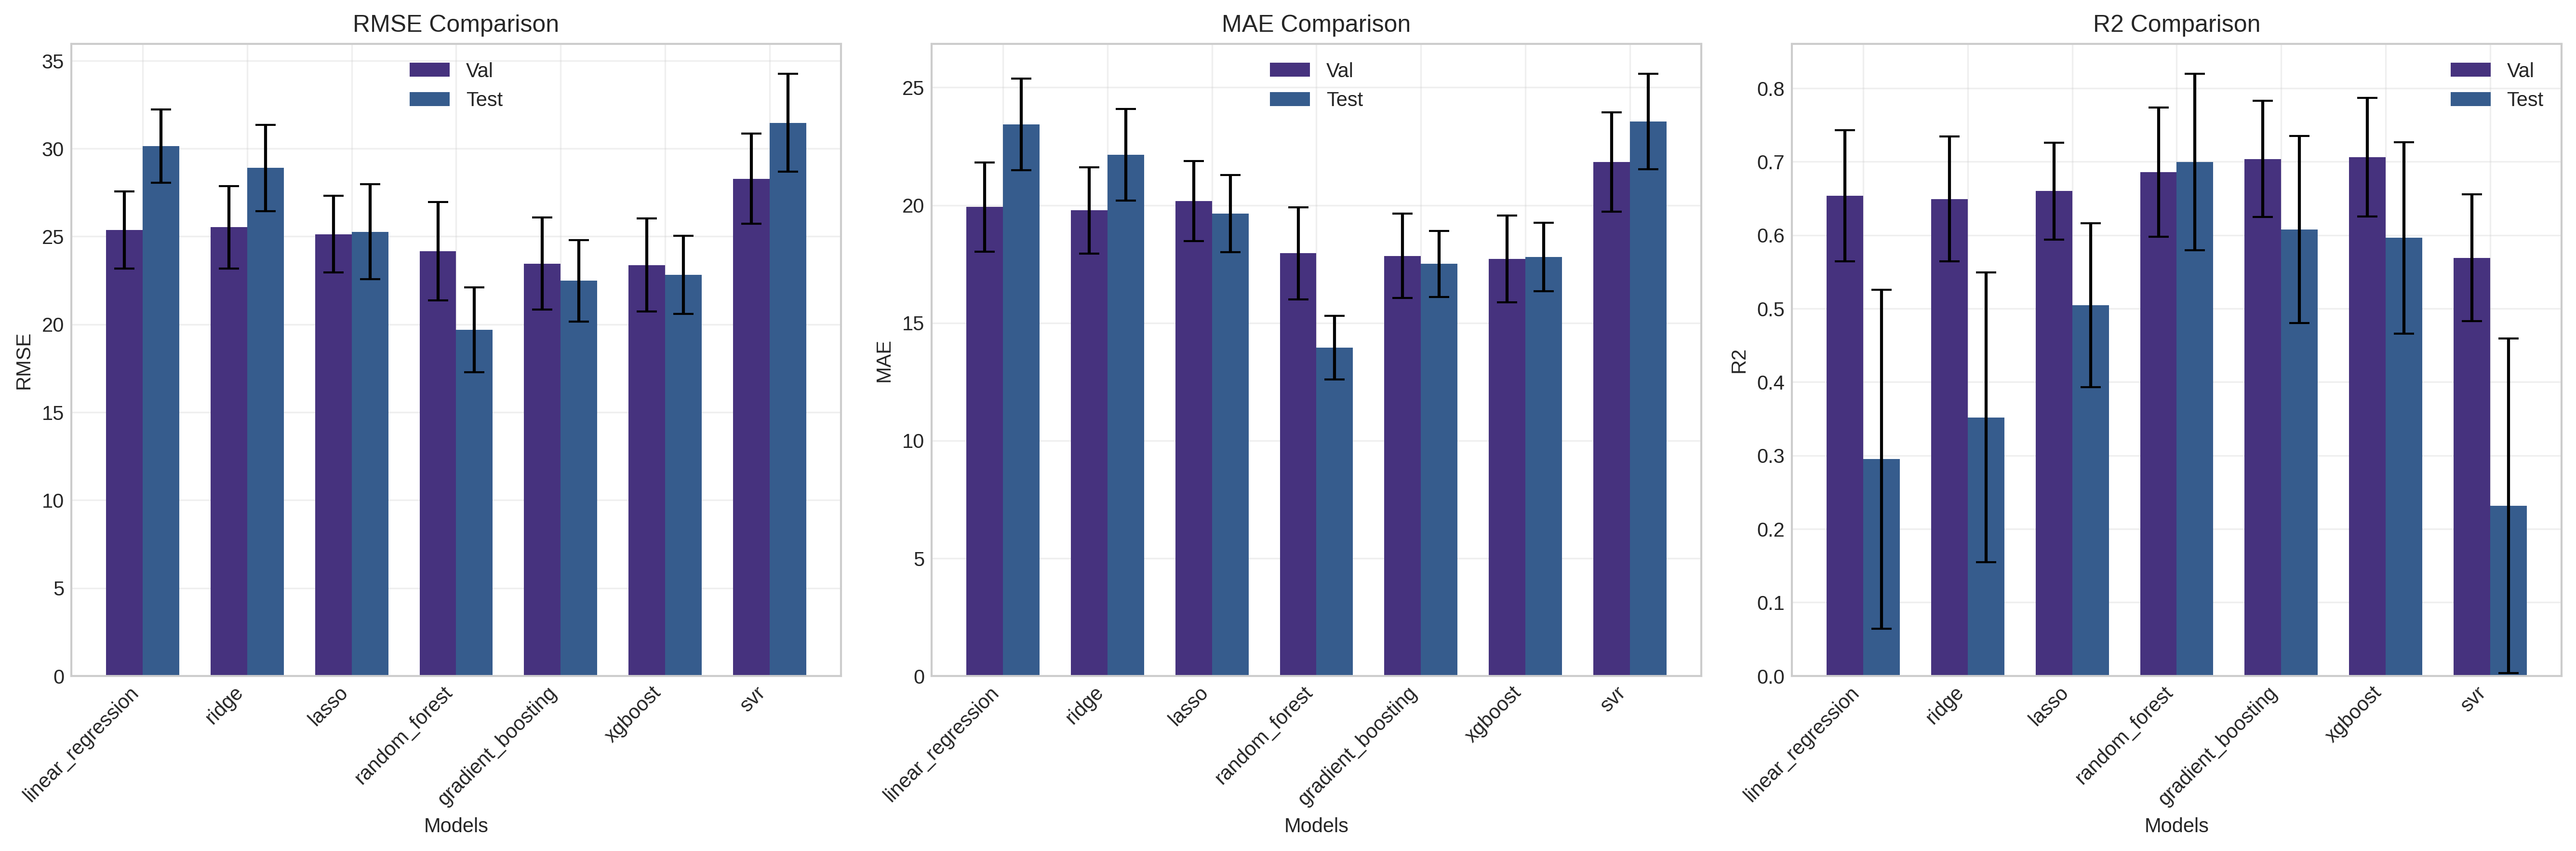 RMSE Comparison
RMSE
35
30
25
20
15
10
5
0
Val
Test
linear_regression
ridge
lasso
random_forest
gradient_boosting
xgboost
svr
Models
MAE Comparison
MAE
25
20
15
10
5
0
Val
Test
linear_regression
ridge
lasso
random_forest
gradient_boosting
xgboost
svr
Models
R2 Comparison
R2
0.8
0.7
0.6
0.5
0.4
0.3
0.2
0.1
0.0
Val
Test
linear_regression
ridge
lasso
random_forest
gradient_boosting
xgboost
svr
Models